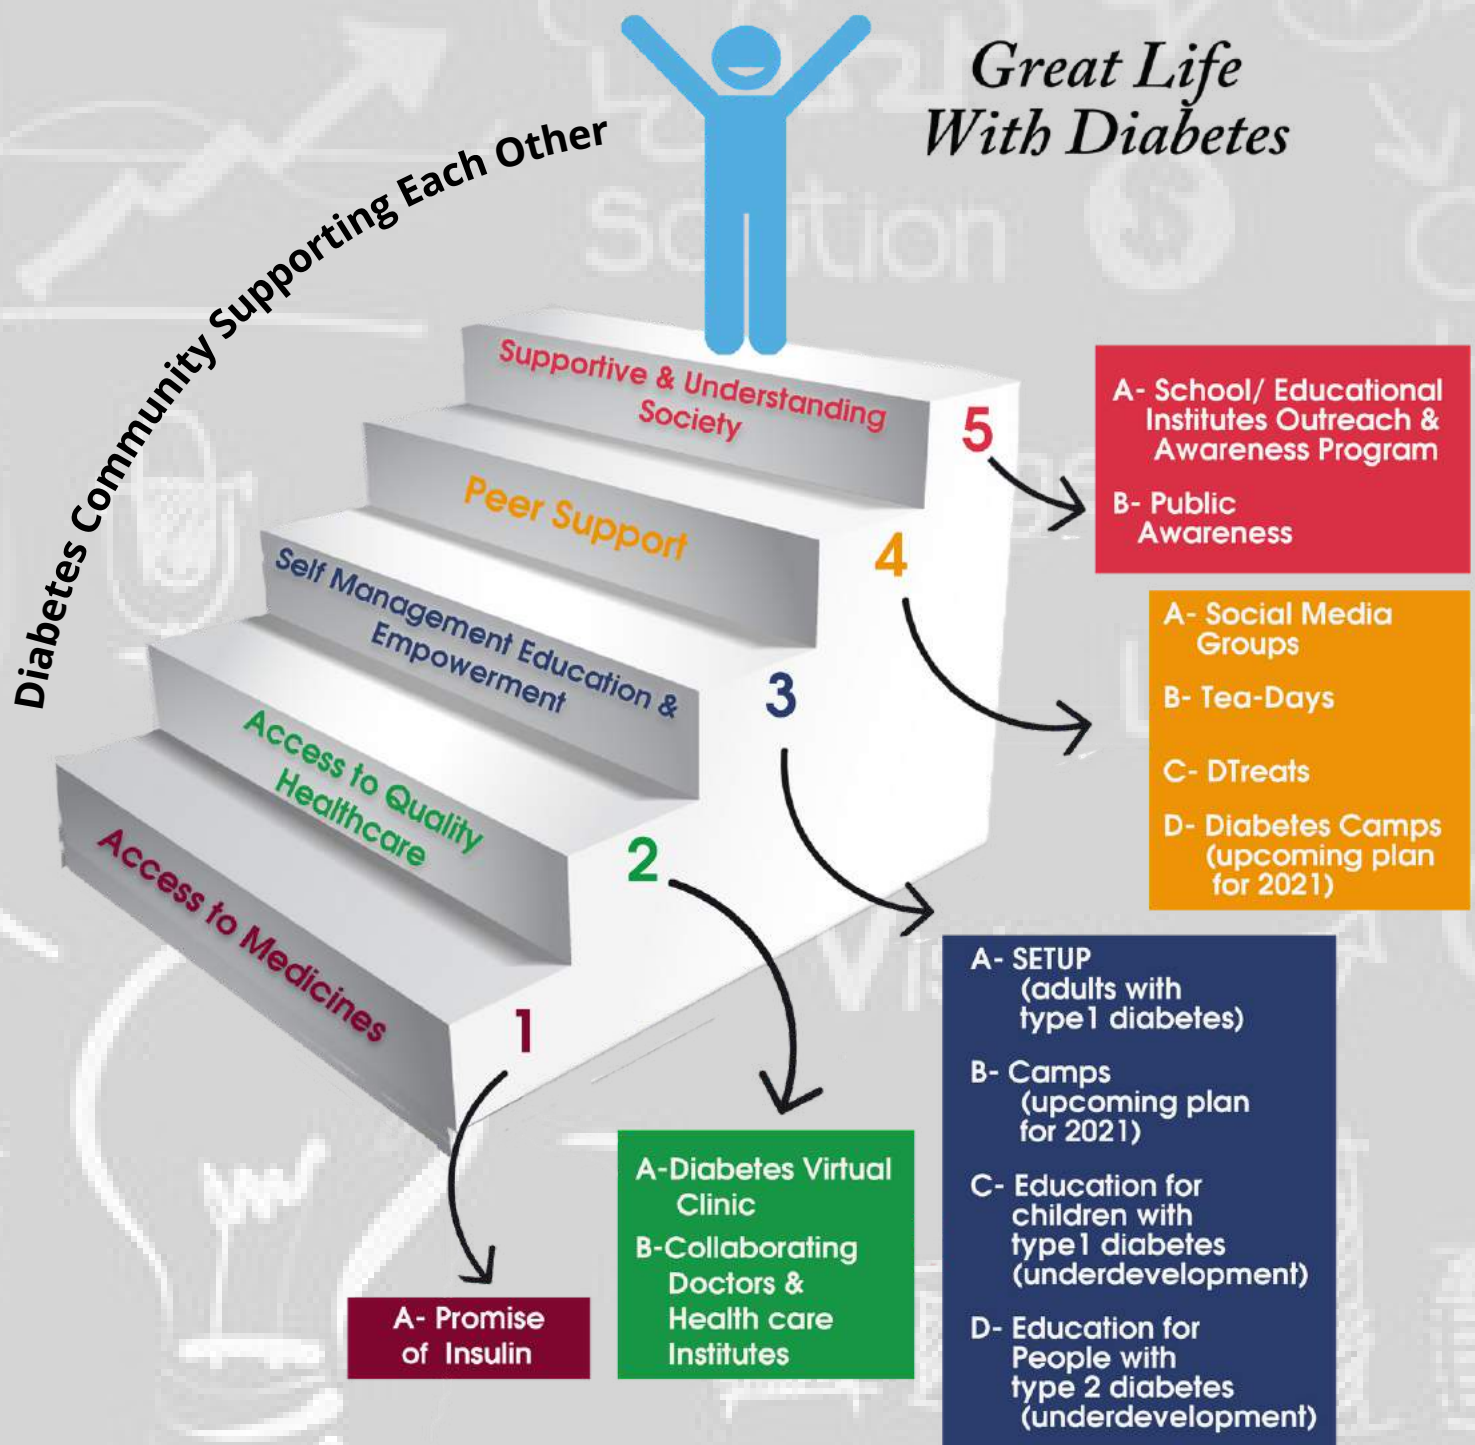 Great Life
With Diabetes
Diabetes Community Supporting Each Other
Supportive & Understanding
Society
5
A- School/ Educational
Institutes Outreach &
Awareness Program
B- Public
Awareness
Peer Support
4
A- Social Media
Groups
B- Tea-Days
C- DTreats
D- Diabetes Camps
(upcoming plan
for 2021)
Self Management Education &
Empowerment
3
A- SETUP
(adults with
type1 diabetes)
B- Camps
(upcoming plan
for 2021)
C- Education for
children with
type1 diabetes
(underdevelopment)
D- Education for
People with
type 2 diabetes
(underdevelopment)
Access to Quality
Healthcare
2
A-Diabetes Virtual
Clinic
B-Collaborating
Doctors &
Health care
Institutes
Access to Medicines
1
A- Promise
of Insulin